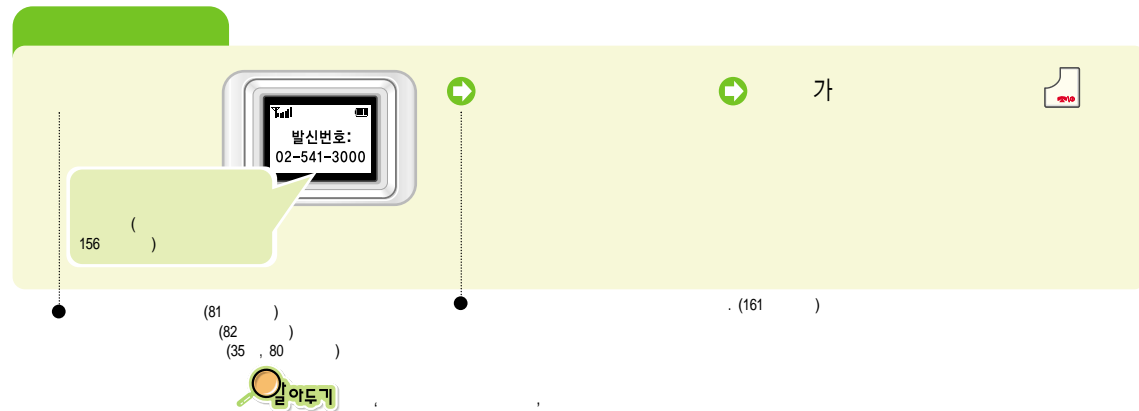 가
발신번호:
02-541-3000
(
156 )
(81 )
(82 )
(35 , 80 )
. (161 )
알아두기 , ,